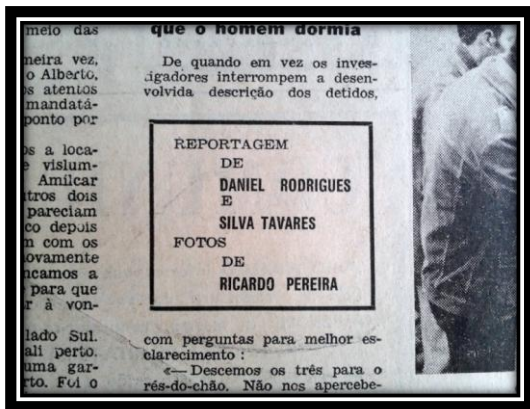 meio das
neira vez,
o Alberto,
s atentos
mandatá-
ponto por
s a loca-
vislum-
Amílcar
tros dois
pareciam
co depois
m com os
ovamente
ncamos a
para que
r à von-
lado Sul.
ali perto.
uma gar-
rto. Foi o
que o homem dormia
De quando em vez os inves-
tigadores interrompem a desen-
volvida descrição dos detidos,
REPORTAGEM
DE
DANIEL RODRIGUES
E
SILVA TAVARES
FOTOS
DE
RICARDO PEREIRA
com perguntas para melhor es-
clarecimento :
«— Descemos os três para o
rés-do-chão. Não nos apercebe-